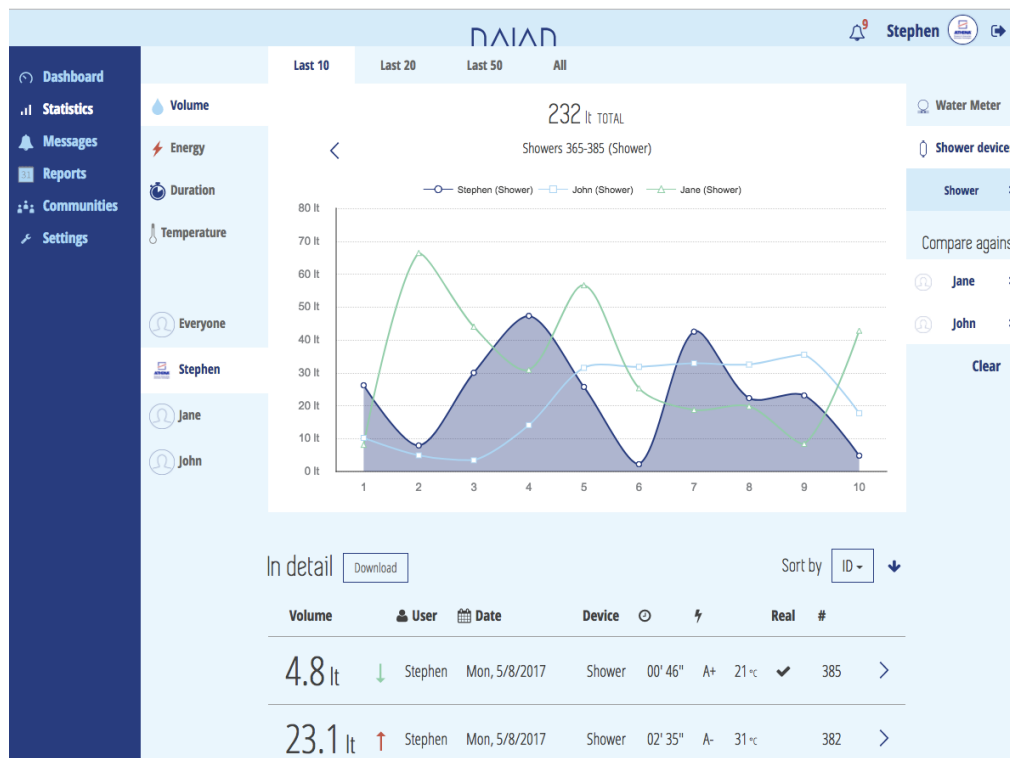 DAIAD
9
Stephen
Dashboard
Statistics
Messages
Reports
Communities
Settings
Volume
Energy
Duration
Temperature
Everyone
Stephen
Jane
John
Last 10 Last 20 Last 50 All
232 lt TOTAL
Showers 365-385 (Shower)
Stephen (Shower) John (Shower) Jane (Shower)
80 lt
70 lt
60 lt
50 lt
40 lt
30 lt
20 lt
10 lt
0 lt
1 2 3 4 5 6 7 8 9 10
Water Meter
Shower device
Shower
Compare agains
Jane
John
Clear
In detail Download Sort by ID
Volume User Date Device Real #
4.8 lt Stephen Mon, 5/8/2017 Shower 00' 46" A+ 21 °C 385
23.1 lt Stephen Mon, 5/8/2017 Shower 02' 35" A- 31 °C 382